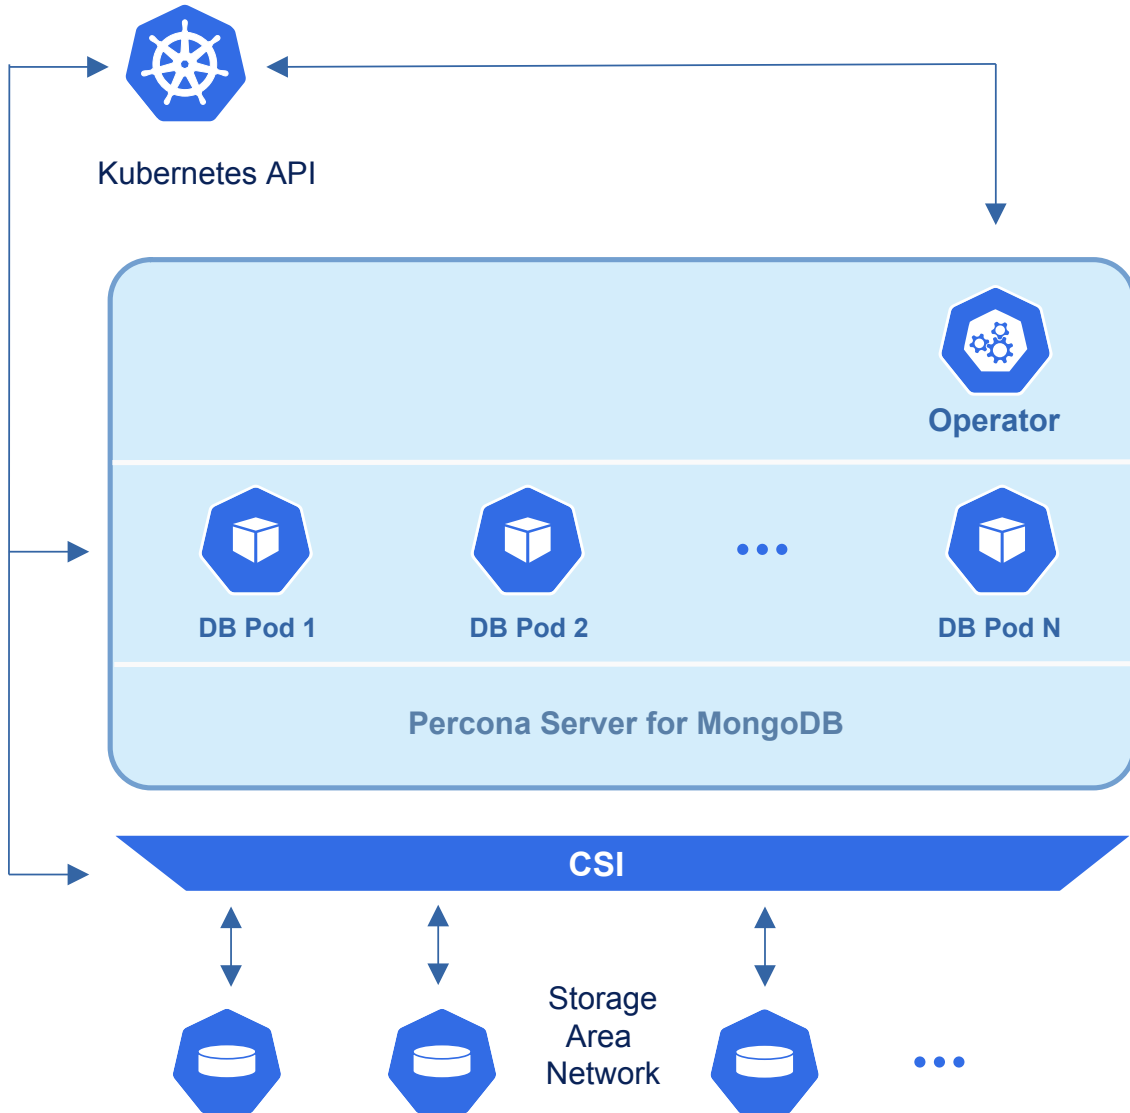 Kubernetes API
Operator
DB Pod 1
DB Pod 2
DB Pod N
Percona Server for MongoDB
CSI
Storage
Area
Network